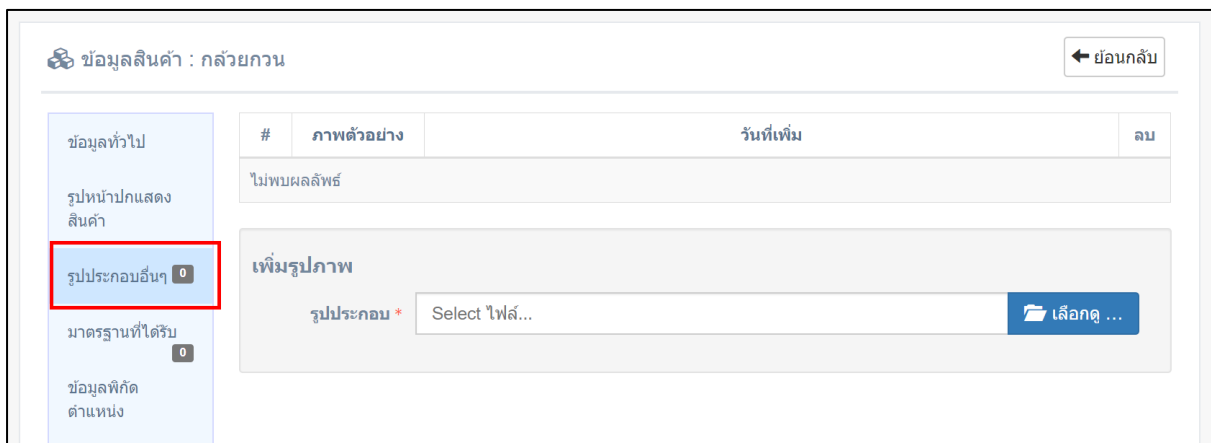 ข้อมูลสินค้า : กล้วยกวน
ย้อนกลับ
ข้อมูลทั่วไป
รูปหน้าปกแสดง
สินค้า
รูปประกอบอื่นๆ 0
มาตรฐานที่ได้รับ
0
ข้อมูลพิกัด
ตำแหน่ง
# ภาพตัวอย่าง วันที่เพิ่ม ลบ
ไม่พบผลลัพธ์
เพิ่มรูปภาพ
รูปประกอบ * Select ไฟล์... เลือกดู ...